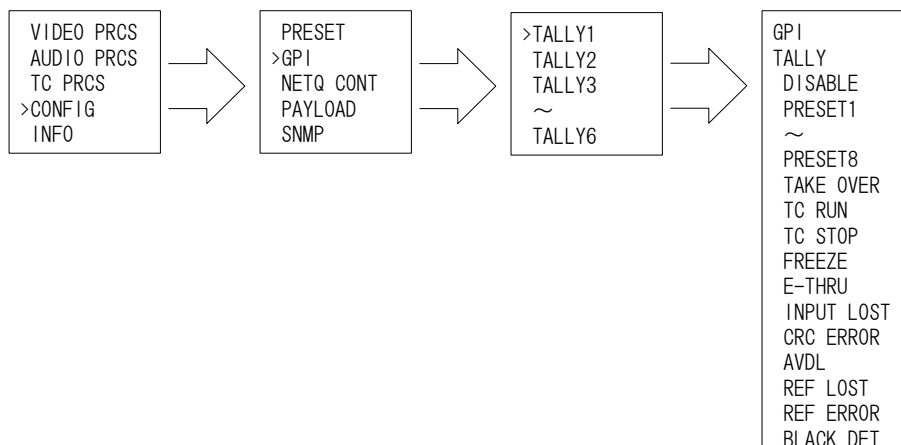 VIDEO PRCS
AUDIO PRCS
TC PRCS
>CONFIG
INFO
PRESET
>GPI
NETQ CONT
PAYLOAD
SNMP
>TALLY1
TALLY2
TALLY3
～
TALLY6
GPI
TALLY
DISABLE
PRESET1
～
PRESET8
TAKE OVER
TC RUN
TC STOP
FREEZE
E-THRU
INPUT LOST
CRC ERROR
AVDL
REF LOST
REF ERROR
BLACK DET